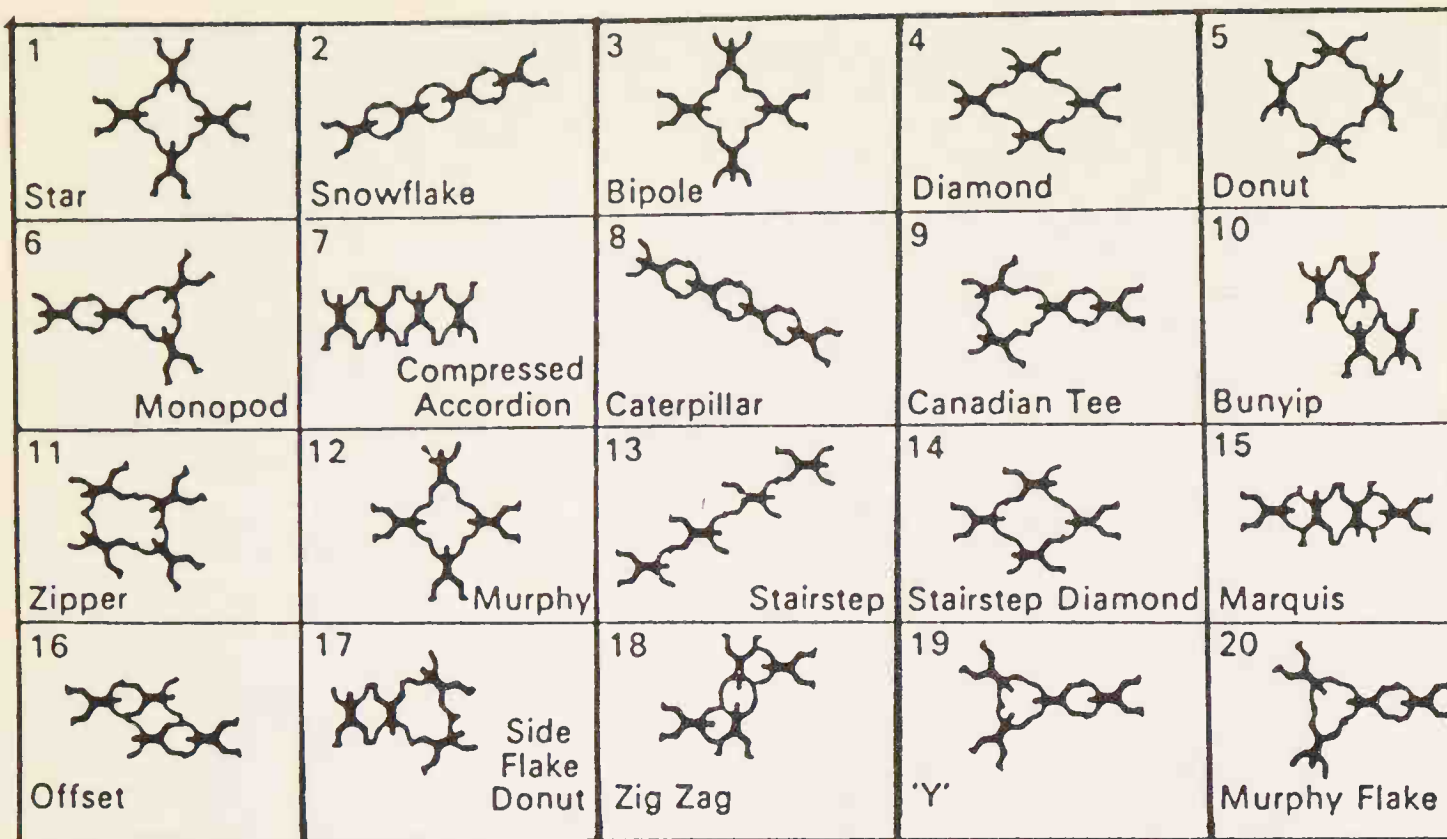 1
Star
2
Snowflake
3
Bipole
4
Diamond
5
Donut
6
Monopod
7
Compressed
Accordion
8
Caterpillar
9
Canadian Tee
10
Bunyip
11
Zipper
12
Murphy
13
Stairstep
14
Stairstep Diamond
15
Marquis
16
Offset
17
Side
Flake
Donut
18
Zig Zag
19
'Y'
20
Murphy Flake